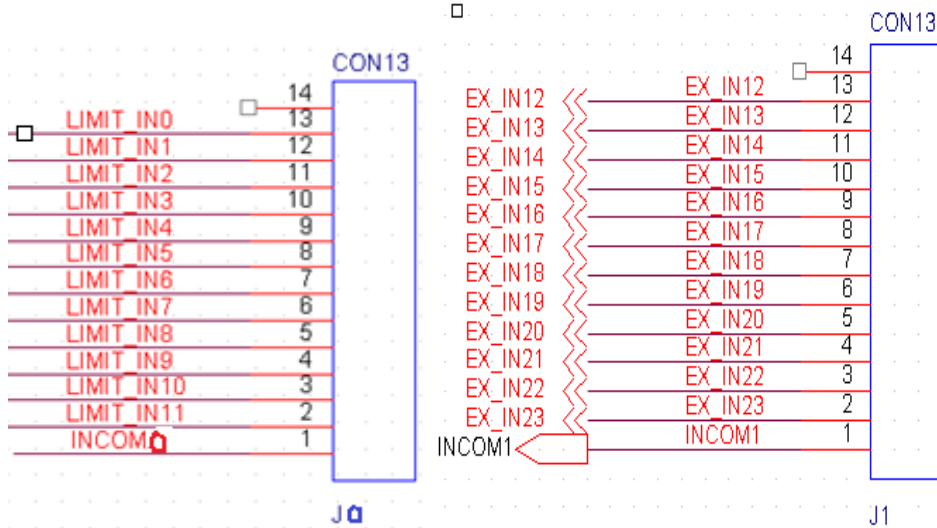 CON13
14
LIMIT_IN0 13
LIMIT_IN1 12
LIMIT_IN2 11
LIMIT_IN3 10
LIMIT_IN4 9
LIMIT_IN5 8
LIMIT_IN6 7
LIMIT_IN7 6
LIMIT_IN8 5
LIMIT_IN9 4
LIMIT_IN10 3
LIMIT_IN11 2
INCOM 1
J
CON13
14
EX_IN12 EX_IN12 13
EX_IN13 EX_IN13 12
EX_IN14 EX_IN14 11
EX_IN15 EX_IN15 10
EX_IN16 EX_IN16 9
EX_IN17 EX_IN17 8
EX_IN18 EX_IN18 7
EX_IN19 EX_IN19 6
EX_IN20 EX_IN20 5
EX_IN21 EX_IN21 4
EX_IN22 EX_IN22 3
EX_IN23 EX_IN23 2
INCOM1 INCOM1 1
J1